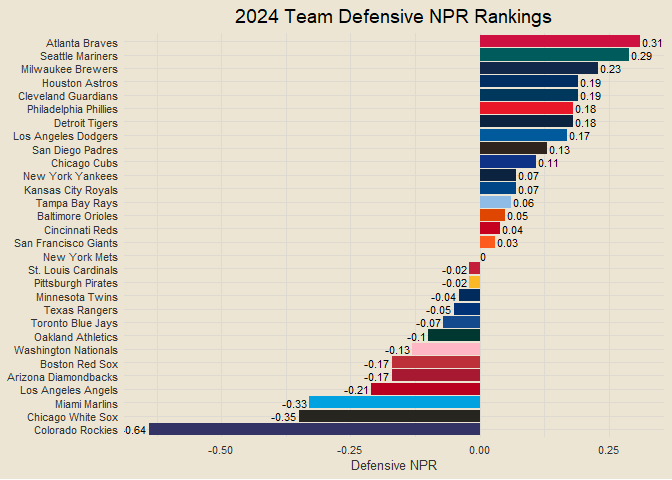 2024 Team Defensive NPR Rankings
Atlanta Braves 0.31
Seattle Mariners 0.29
Milwaukee Brewers 0.23
Houston Astros 0.19
Cleveland Guardians 0.19
Philadelphia Phillies 0.18
Detroit Tigers 0.18
Los Angeles Dodgers 0.17
San Diego Padres 0.13
Chicago Cubs 0.11
New York Yankees 0.07
Kansas City Royals 0.07
Tampa Bay Rays 0.06
Baltimore Orioles 0.05
Cincinnati Reds 0.04
San Francisco Giants 0.03
New York Mets 0
St. Louis Cardinals -0.02
Pittsburgh Pirates -0.02
Minnesota Twins -0.04
Texas Rangers -0.05
Toronto Blue Jays -0.07
Oakland Athletics -0.1
Washington Nationals -0.13
Boston Red Sox -0.17
Arizona Diamondbacks -0.17
Los Angeles Angels -0.21
Miami Marlins -0.33
Chicago White Sox -0.35
Colorado Rockies -0.64
-0.50 -0.25 0.00 0.25
Defensive NPR